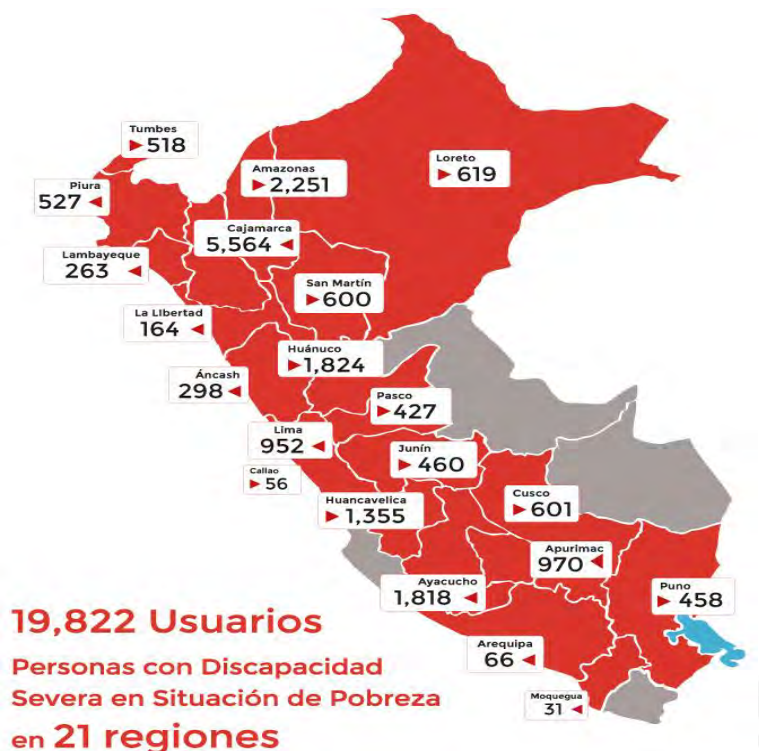 Tumbes
518
Piura
527
Amazonas
2,251
Loreto
619
Cajamarca
5,564
Lambayeque
263
San Martín
600
La LIbertad
164
Huánuco
1,824
Áncash
298
Pasco
427
Lima
952
Junín
460
Callao
56
Cusco
601
Huancavelica
1,355
Apurimac
970
Ayacucho
1,818
Puno
458
Arequipa
66
Moquegua
31
19,822 Usuarios
Personas con Discapacidad
Severa en Situación de Pobreza
en 21 regiones